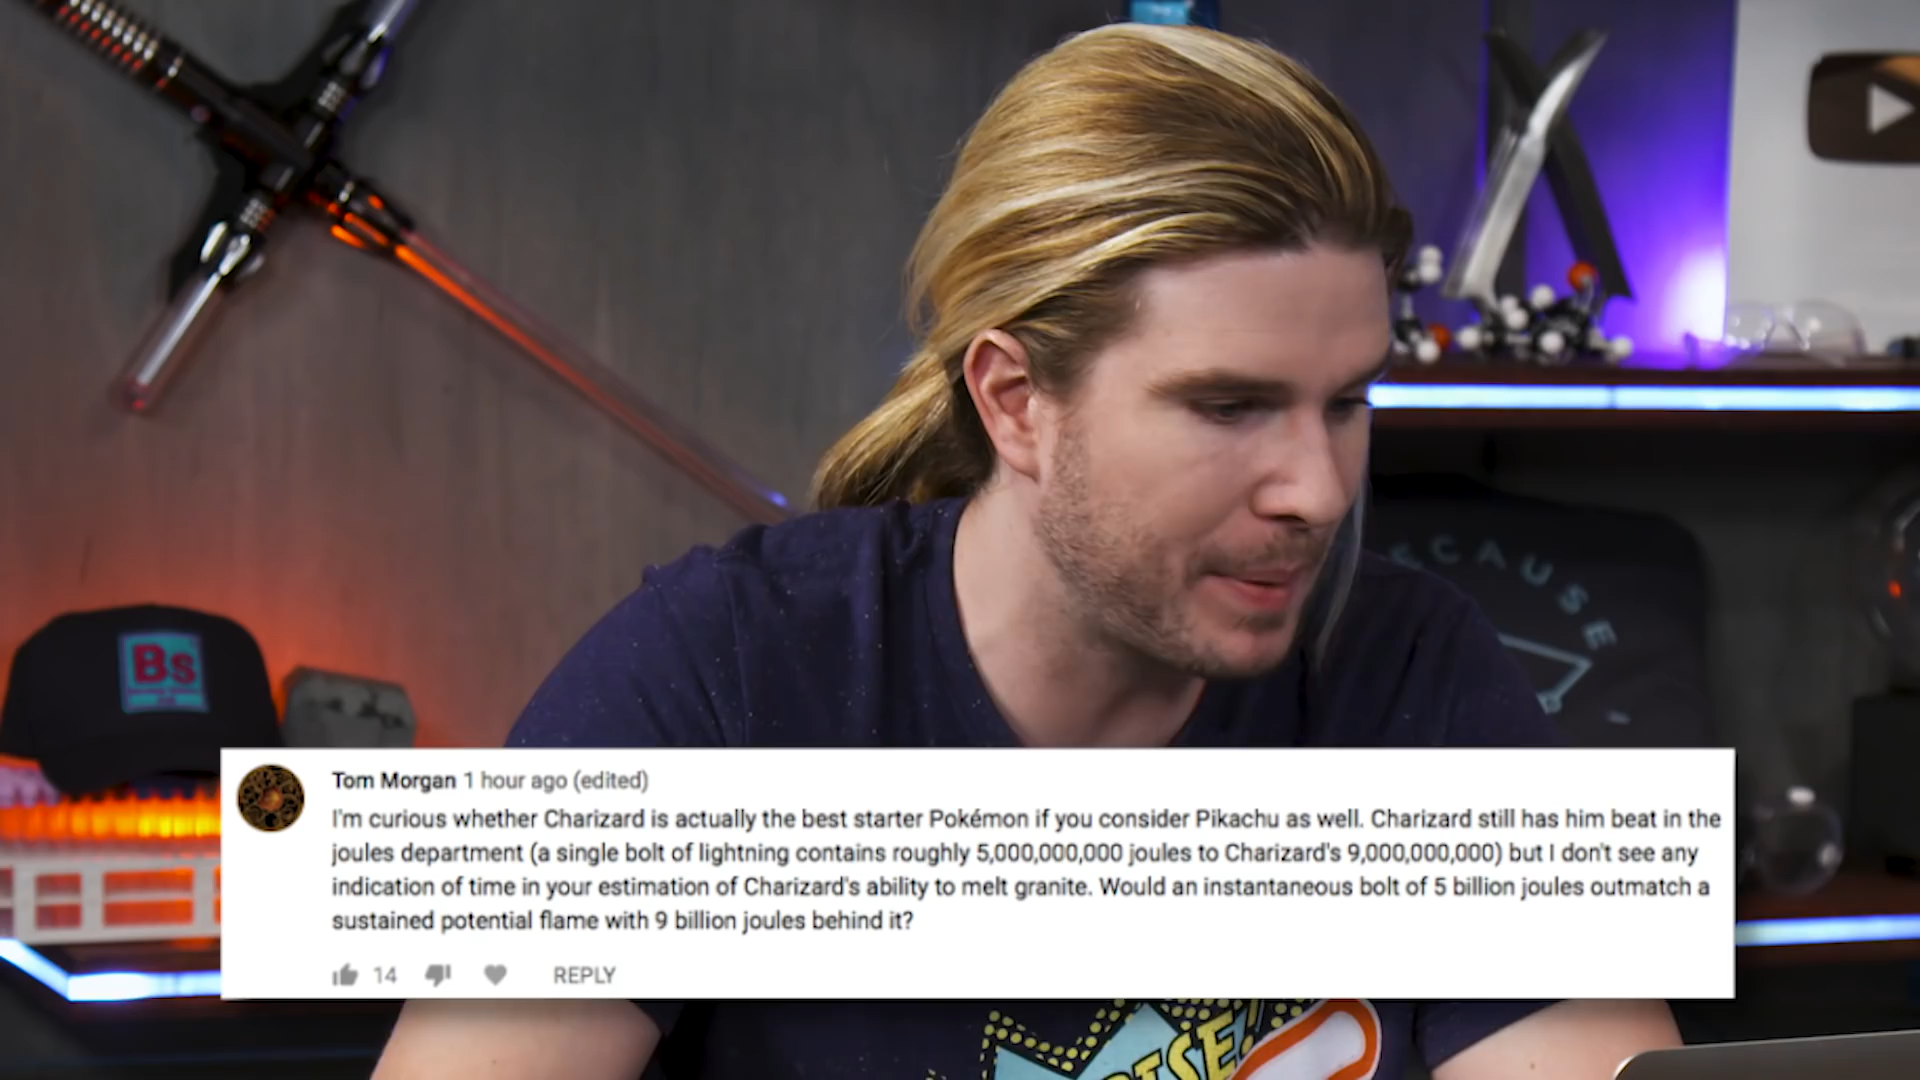 Bs
ECAUSE
Tom Morgan 1 hour ago (edited)
I'm curious whether Charizard is actually the best starter Pokémon if you consider Pikachu as well. Charizard still has him beat in the
joules department (a single bolt of lightning contains roughly 5,000,000,000 joules to Charizard's 9,000,000,000) but I don't see any
indication of time in your estimation of Charizard's ability to melt granite. Would an instantaneous bolt of 5 billion joules outmatch a
sustained potential flame with 9 billion joules behind it?
14 REPLY